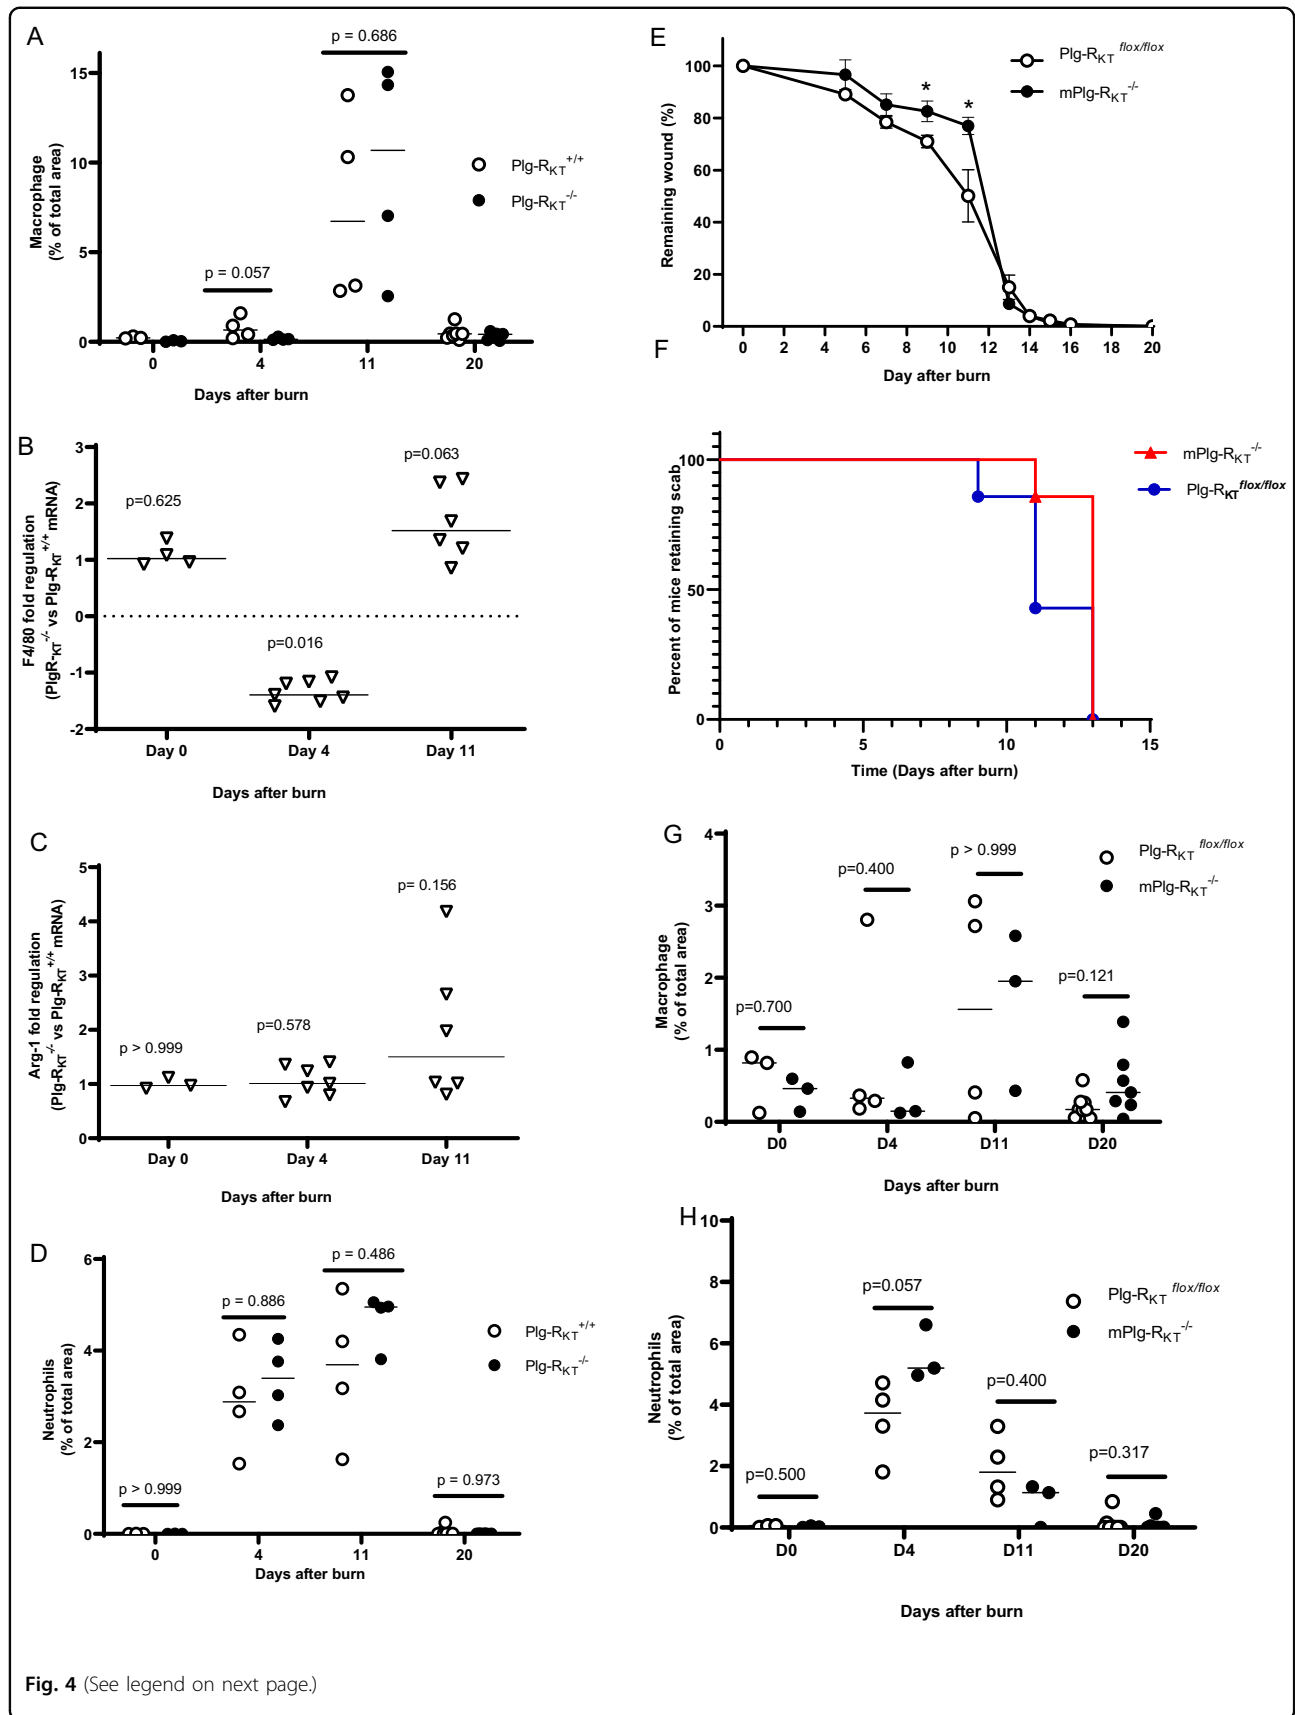 A
p = 0.686
15
10
5
0
Macrophage
(% of total area)
p = 0.057
Plg-RKT+/+
Plg-RKT-/-
0 4 11 20
Days after burn
B
3
2
1
0
-1
-2
F4/80 fold regulation
(PlgR-KT-/- vs Plg-RKT+/+ mRNA)
p=0.625
p=0.016
p=0.063
Day 0 Day 4 Day 11
Days after burn
C
5
4
3
2
1
0
Arg-1 fold regulation
(Plg-RKT-/- vs Plg-RKT+/+ mRNA)
p > 0.999
p=0.578
p= 0.156
Day 0 Day 4 Day 11
Days after burn
D
6
4
2
0
Neutrophils
(% of total area)
p > 0.999
p = 0.886
p = 0.486
p = 0.973
Plg-RKT+/+
Plg-RKT-/-
0 4 11 20
Days after burn
E
100
80
60
40
20
0
Remaining wound (%)
* *
Plg-RKT flox/flox
mPlg-RKT-/-
0 2 4 6 8 10 12 14 16 20
Day after burn
F
100
50
0
Percent of mice retaining scab
mPlg-RKT-/-
Plg-RKT flox/flox
0 5 10 15
Time (Days after burn)
G
4
3
2
1
0
Macrophage
(% of total area)
p=0.700
p=0.400
p > 0.999
p=0.121
Plg-RKT flox/flox
mPlg-RKT-/-
D0 D4 D11 D20
Days after burn
H
10
8
6
4
2
0
Neutrophils
(% of total area)
p=0.500
p=0.057
p=0.400
p=0.317
Plg-RKT flox/flox
mPlg-RKT-/-
D0 D4 D11 D20
Days after burn
Fig. 4 (See legend on next page.)